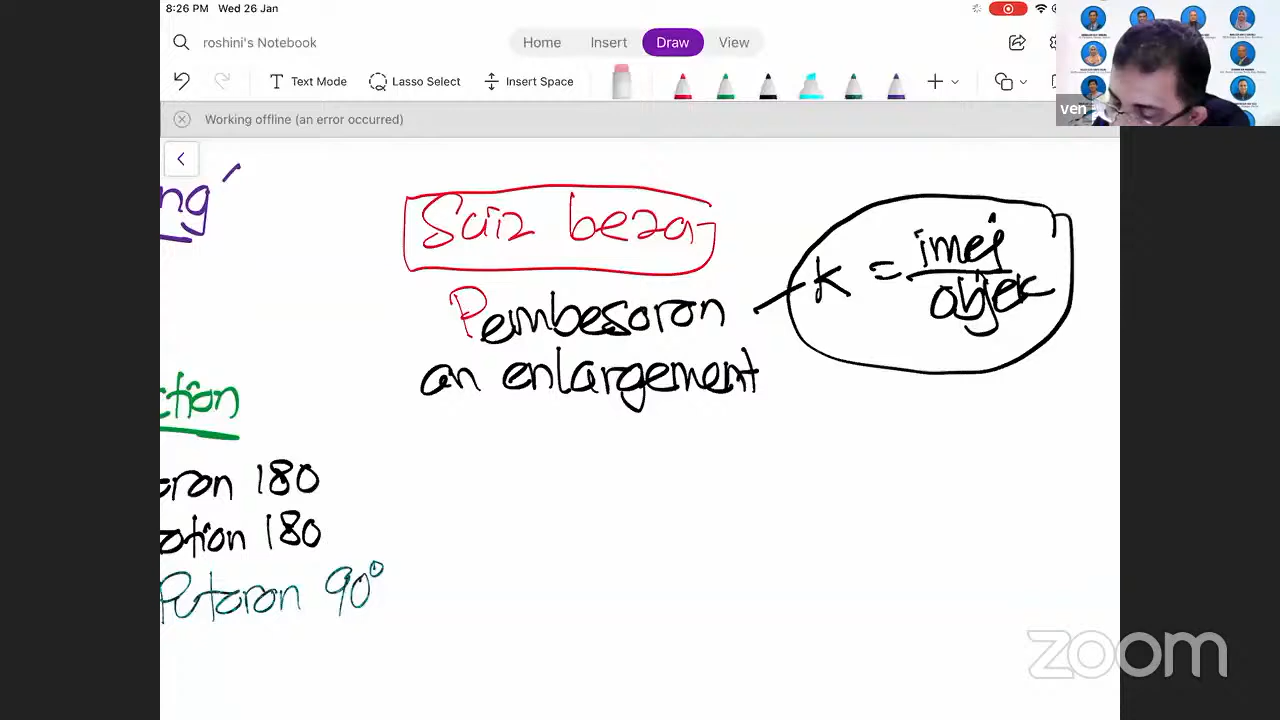 8:26 PM Wed 26 Jan
roshini's Notebook
Home Insert Draw View
Text Mode Lasso Select Insert Space
Working offline (an error occurred)
ven
ng
Saiz beza
k = imej
objek
Pembesaran
an enlargement
ction
aran 180
otation 180
Putaran 90°
zoom